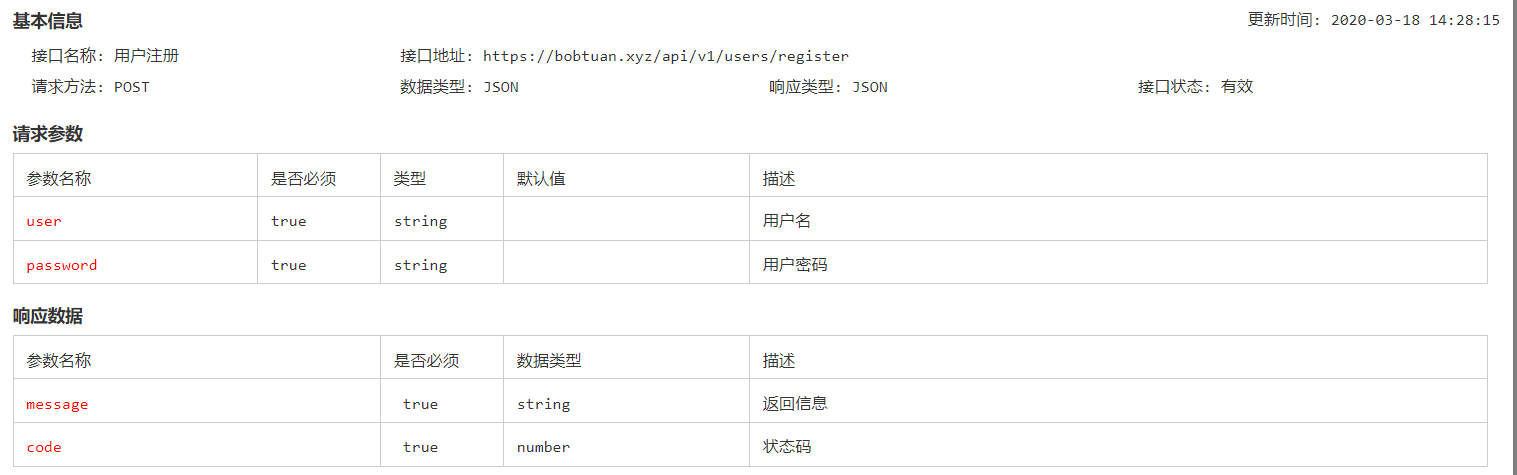 基本信息 更新时间: 2020-03-18 14:28:15
接口名称: 用户注册 接口地址: https://bobtuan.xyz/api/v1/users/register
请求方法: POST 数据类型: JSON 响应类型: JSON 接口状态: 有效
请求参数
参数名称 是否必须 类型 默认值 描述
user true string 用户名
password true string 用户密码
响应数据
参数名称 是否必须 数据类型 描述
message true string 返回信息
code true number 状态码